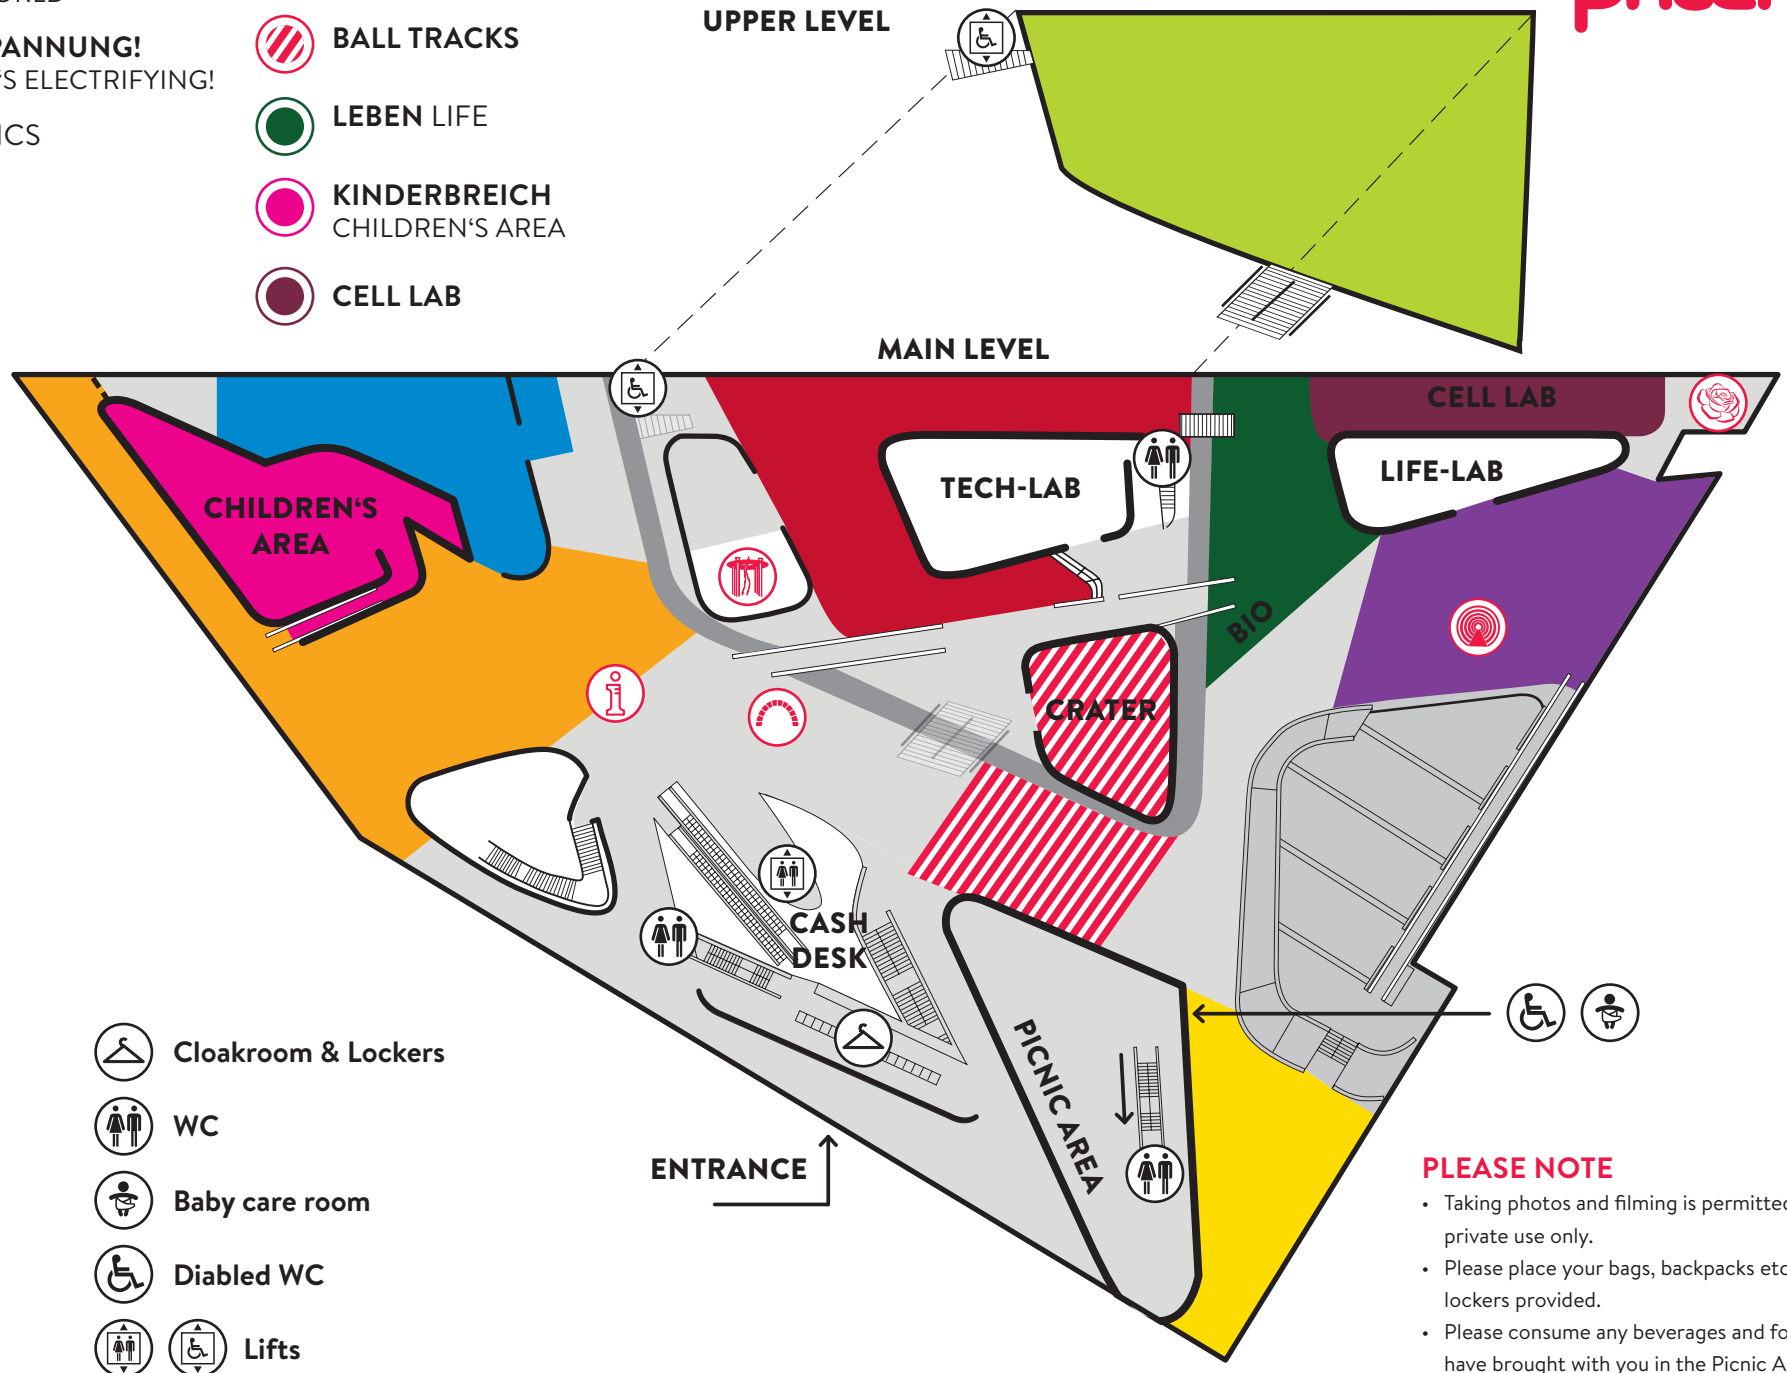 PANNUNG!
'S ELECTRIFYING!
ICS
BALL TRACKS
LEBEN LIFE
KINDERBREICH
CHILDREN‘S AREA
CELL LAB
UPPER LEVEL
MAIN LEVEL
CELL LAB
LIFE-LAB
TECH-LAB
CHILDREN‘S
AREA
BIO
CRATER
CASH
DESK
PICNIC AREA
ENTRANCE
Cloakroom & Lockers
WC
Baby care room
Diabled WC
Lifts
PLEASE NOTE
• Taking photos and filming is permitted
private use only.
• Please place your bags, backpacks etc
lockers provided.
• Please consume any beverages and fo
have brought with you in the Picnic A